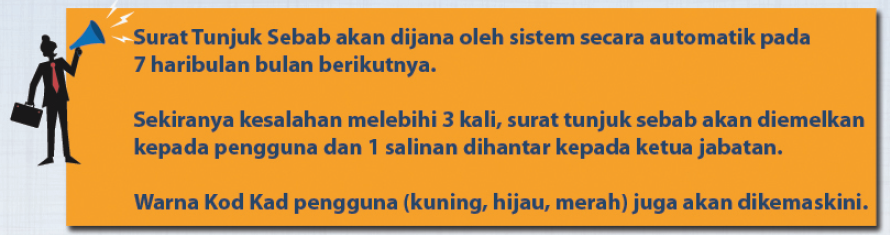 Surat Tunjuk Sebab akan dijana oleh sistem secara automatik pada
7 haribulan bulan berikutnya.
Sekiranya kesalahan melebihi 3 kali, surat tunjuk sebab akan diemelkan
kepada pengguna dan 1 salinan dihantar kepada ketua jabatan.
Warna Kod Kad pengguna (kuning, hijau, merah) juga akan dikemaskini.